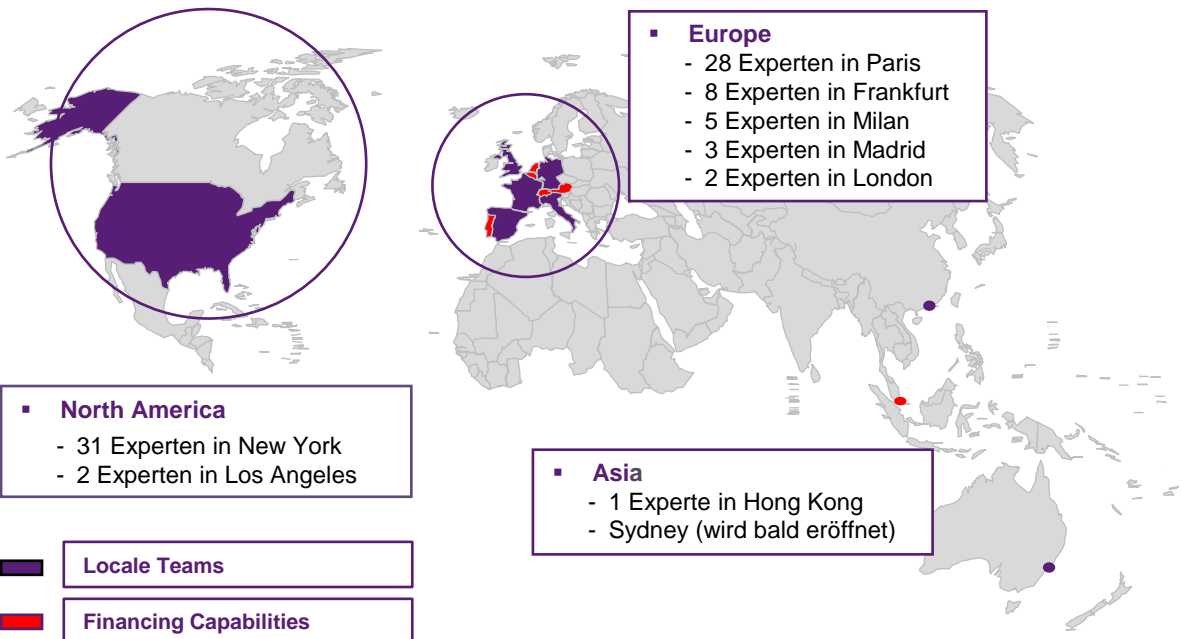 ▪ Europe
- 28 Experten in Paris
- 8 Experten in Frankfurt
- 5 Experten in Milan
- 3 Experten in Madrid
- 2 Experten in London
▪ North America
- 31 Experten in New York
- 2 Experten in Los Angeles
▪ Asia
- 1 Experte in Hong Kong
- Sydney (wird bald eröffnet)
Locale Teams
Financing Capabilities